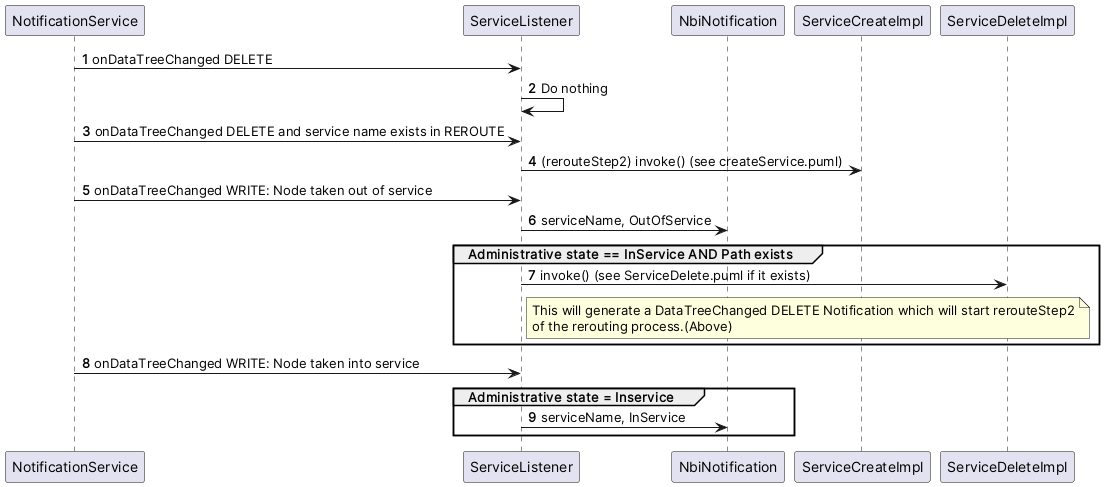 NotificationService
ServiceListener
NbiNotification
ServiceCreateImpl
ServiceDeleteImpl
1 onDataTreeChanged DELETE
2 Do nothing
3 onDataTreeChanged DELETE and service name exists in REROUTE
4 (rerouteStep2) invoke() (see createService.puml)
5 onDataTreeChanged WRITE: Node taken out of service
6 serviceName, OutOfService
Administrative state == InService AND Path exists
7 invoke() (see ServiceDelete.puml if it exists)
This will generate a DataTreeChanged DELETE Notification which will start rerouteStep2
of the rerouting process.(Above)
8 onDataTreeChanged WRITE: Node taken into service
Administrative state = Inservice
9 serviceName, InService
NotificationService
ServiceListener
NbiNotification
ServiceCreateImpl
ServiceDeleteImpl